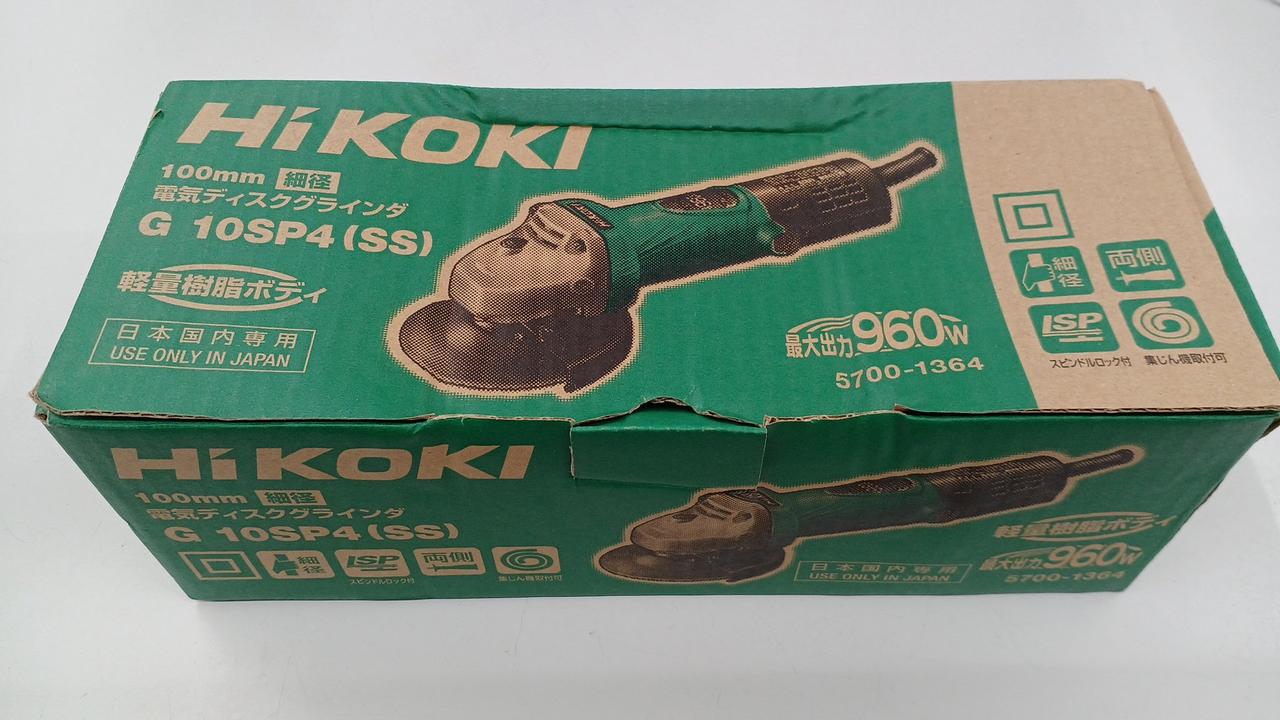 HiKOKI
100mm 細径
電気ディスクグラインダ
G 10SP4(SS)
軽量樹脂ボディ
日本国内専用
USE ONLY IN JAPAN
最大出力960W
5700-1364
細径
両側
ISP
スピンドルロック付
集じん機取付可
HiKOKI
100mm 細径
電気ディスクグラインダ
G 10SP4(SS)
細径
ISP
両側
スピンドルロック付
集じん機取付可
日本国内専用
USE ONLY IN JAPAN
軽量樹脂ボディ
最大出力960W
5700-1364